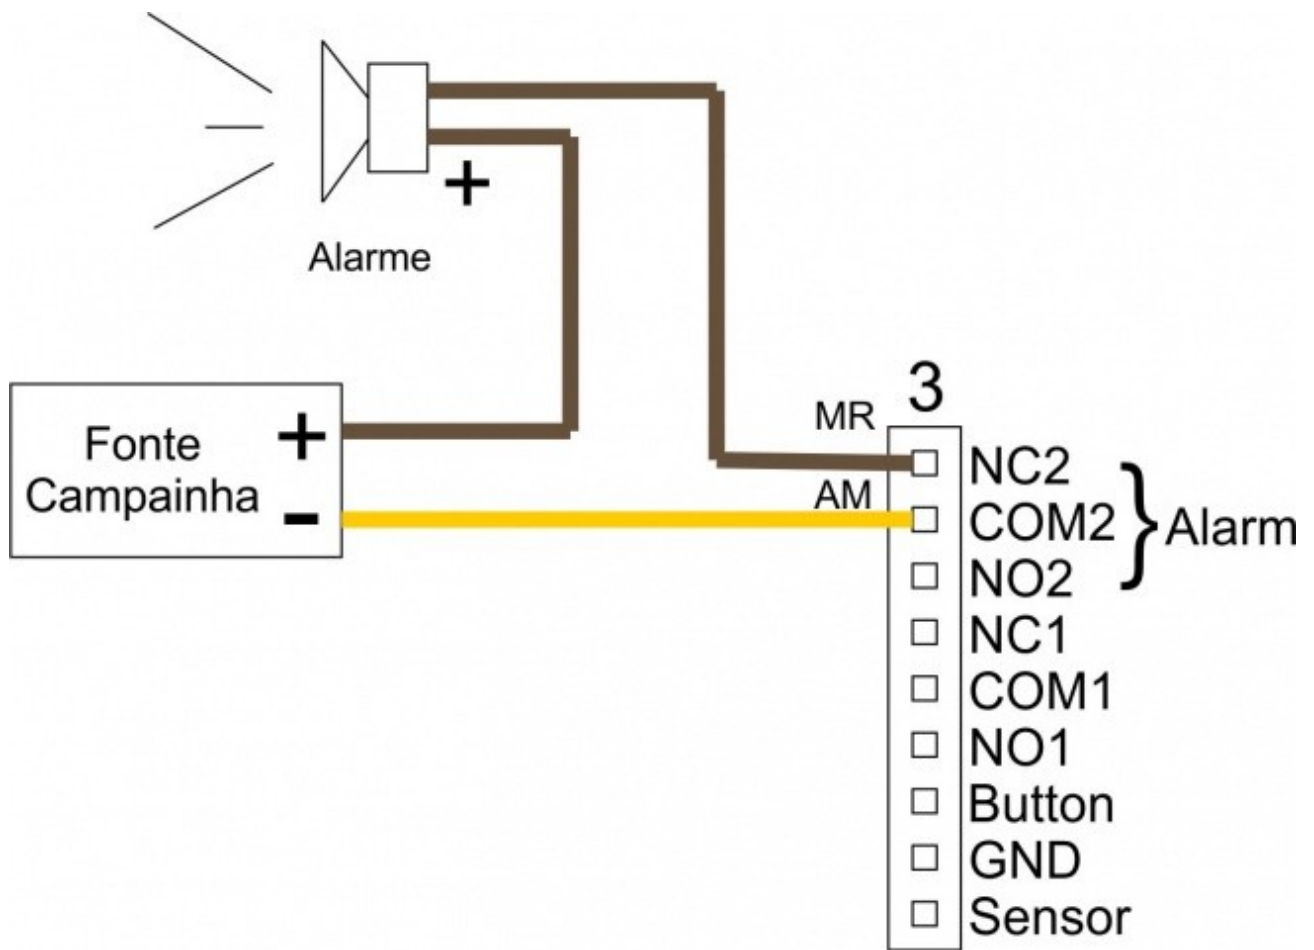 +
Alarme
Fonte
Campainha
+
-
MR
AM
3
NC2
COM2
NO2
NC1
COM1
NO1
Button
GND
Sensor
} Alarm